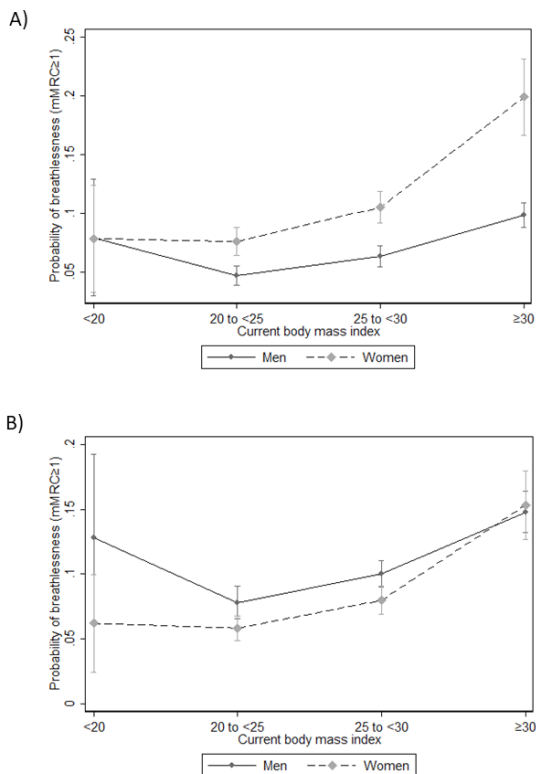 A)
Probability of breathlessness (mMRC≥1)
.25
.2
.15
.1
.05
<20
20 to <25
25 to <30
≥30
Current body mass index
Men
Women
B)
Probability of breathlessness (mMRC≥1)
.2
.15
.1
.05
0
<20
20 to <25
25 to <30
≥30
Current body mass index
Men
Women